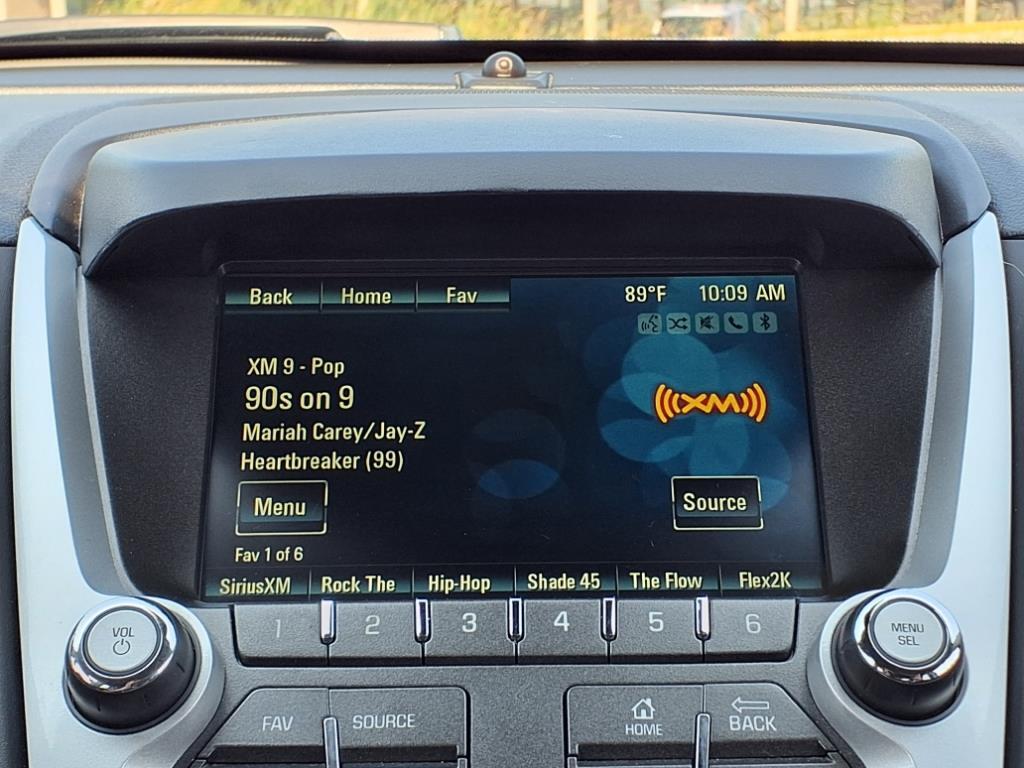 Back Home Fav 89°F 10:09 AM
XM 9 - Pop
90s on 9
((XM))
Mariah Carey/Jay-Z
Heartbreaker (99)
Menu Source
Fav 1 of 6
SiriusXM Rock The Hip-Hop Shade 45 The Flow Flex2K
1 2 3 4 5 6
VOL
MENU
SEL
FAV SOURCE HOME BACK